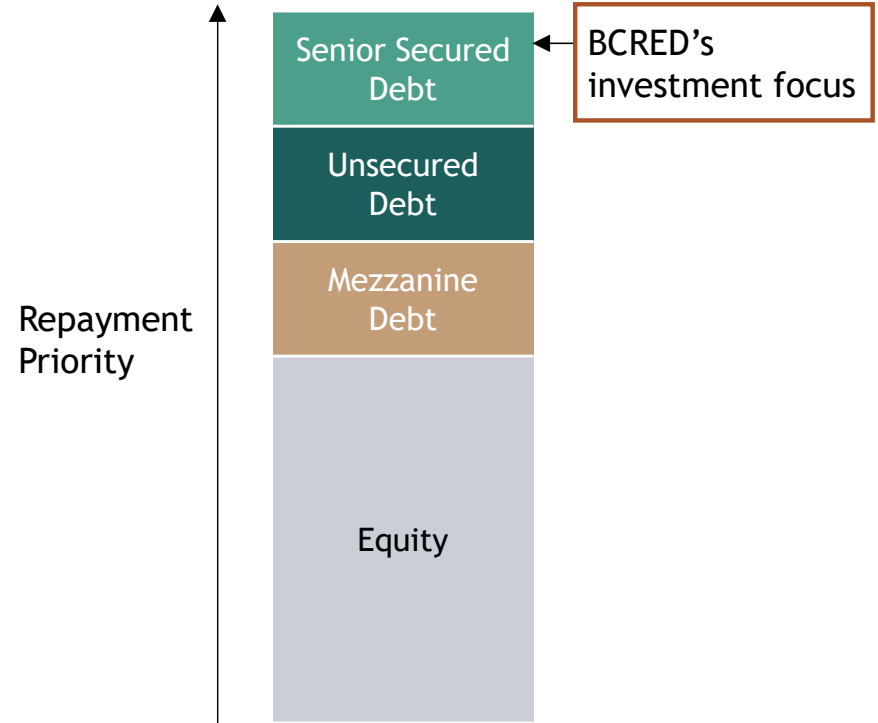 Senior Secured
Debt
BCRED’s
investment focus
Unsecured
Debt
Mezzanine
Debt
Repayment
Priority
Equity